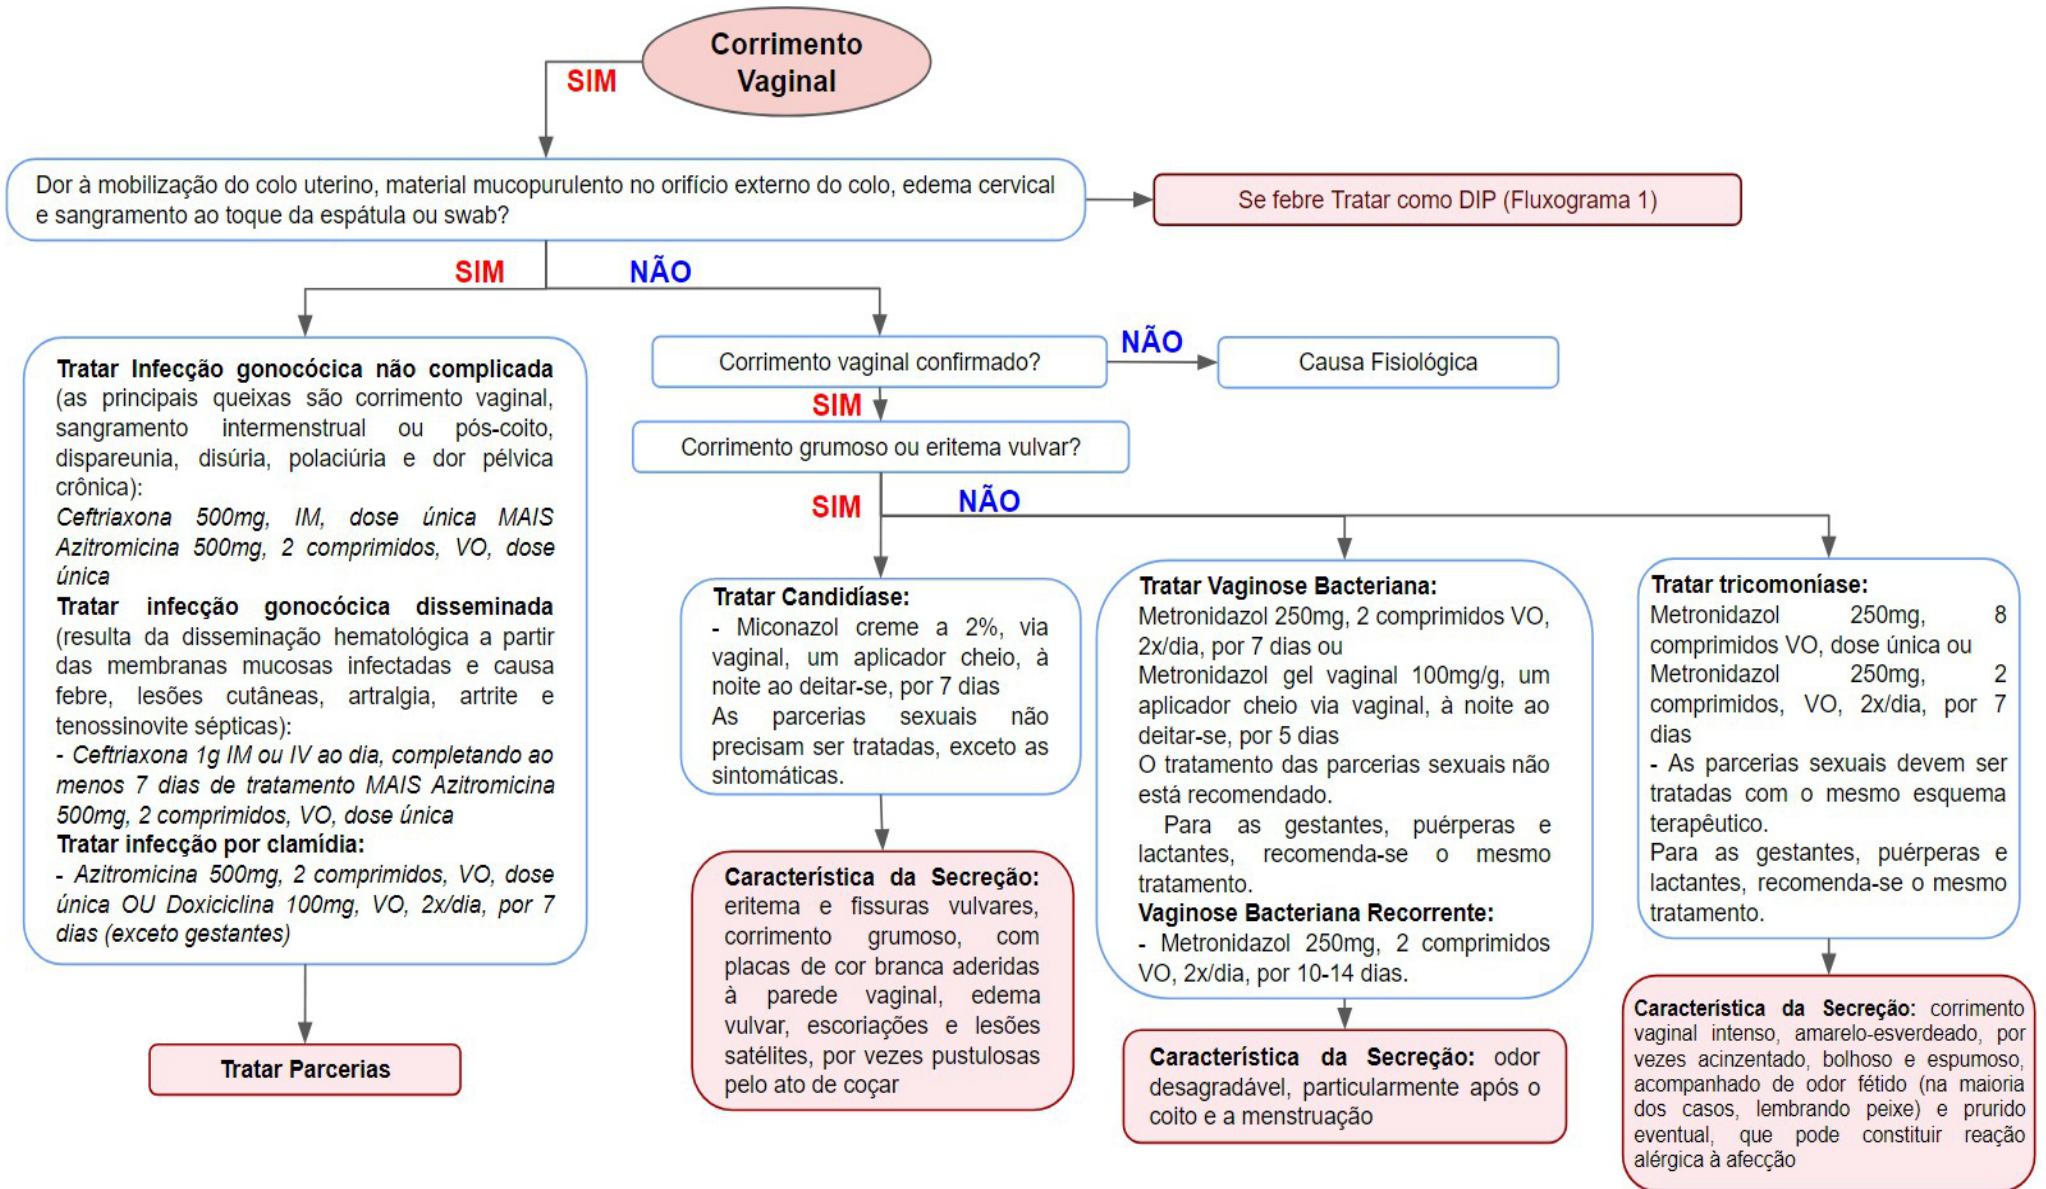 Corrimento
Vaginal
SIM
Dor à mobilização do colo uterino, material mucopurulento no orifício externo do colo, edema cervical
e sangramento ao toque da espátula ou swab?
Se febre Tratar como DIP (Fluxograma 1)
SIM
NÃO
Tratar Infecção gonocócica não complicada
(as principais queixas são corrimento vaginal,
sangramento intermenstrual ou pós-coito,
dispareunia, disúria, polaciúria e dor pélvica
crônica):
Ceftriaxona 500mg, IM, dose única MAIS
Azitromicina 500mg, 2 comprimidos, VO, dose
única
Tratar infecção gonocócica disseminada
(resulta da disseminação hematológica a partir
das membranas mucosas infectadas e causa
febre, lesões cutâneas, artralgia, artrite e
tenossinovite sépticas):
- Ceftriaxona 1g IM ou IV ao dia, completando ao
menos 7 dias de tratamento MAIS Azitromicina
500mg, 2 comprimidos, VO, dose única
Tratar infecção por clamídia:
- Azitromicina 500mg, 2 comprimidos, VO, dose
única OU Doxiciclina 100mg, VO, 2x/dia, por 7
dias (exceto gestantes)
Tratar Parcerias
Corrimento vaginal confirmado?
NÃO
Causa Fisiológica
SIM
Corrimento grumoso ou eritema vulvar?
SIM
NÃO
Tratar Candidíase:
- Miconazol creme a 2%, via
vaginal, um aplicador cheio, à
noite ao deitar-se, por 7 dias
As parcerias sexuais não
precisam ser tratadas, exceto as
sintomáticas.
Característica da Secreção:
eritema e fissuras vulvares,
corrimento grumoso, com
placas de cor branca aderidas
à parede vaginal, edema
vulvar, escoriações e lesões
satélites, por vezes pustulosas
pelo ato de coçar
Tratar Vaginose Bacteriana:
Metronidazol 250mg, 2 comprimidos VO,
2x/dia, por 7 dias ou
Metronidazol gel vaginal 100mg/g, um
aplicador cheio via vaginal, à noite ao
deitar-se, por 5 dias
O tratamento das parcerias sexuais não
está recomendado.
Para as gestantes, puérperas e
lactantes, recomenda-se o mesmo
tratamento.
Vaginose Bacteriana Recorrente:
- Metronidazol 250mg, 2 comprimidos
VO, 2x/dia, por 10-14 dias.
Característica da Secreção: odor
desagradável, particularmente após o
coito e a menstruação
Tratar tricomoníase:
Metronidazol 250mg, 8
comprimidos VO, dose única ou
Metronidazol 250mg, 2
comprimidos, VO, 2x/dia, por 7
dias
- As parcerias sexuais devem ser
tratadas com o mesmo esquema
terapêutico.
Para as gestantes, puérperas e
lactantes, recomenda-se o mesmo
tratamento.
Característica da Secreção: corrimento
vaginal intenso, amarelo-esverdeado, por
vezes acinzentado, bolhoso e espumoso,
acompanhado de odor fétido (na maioria
dos casos, lembrando peixe) e prurido
eventual, que pode constituir reação
alérgica à afecção